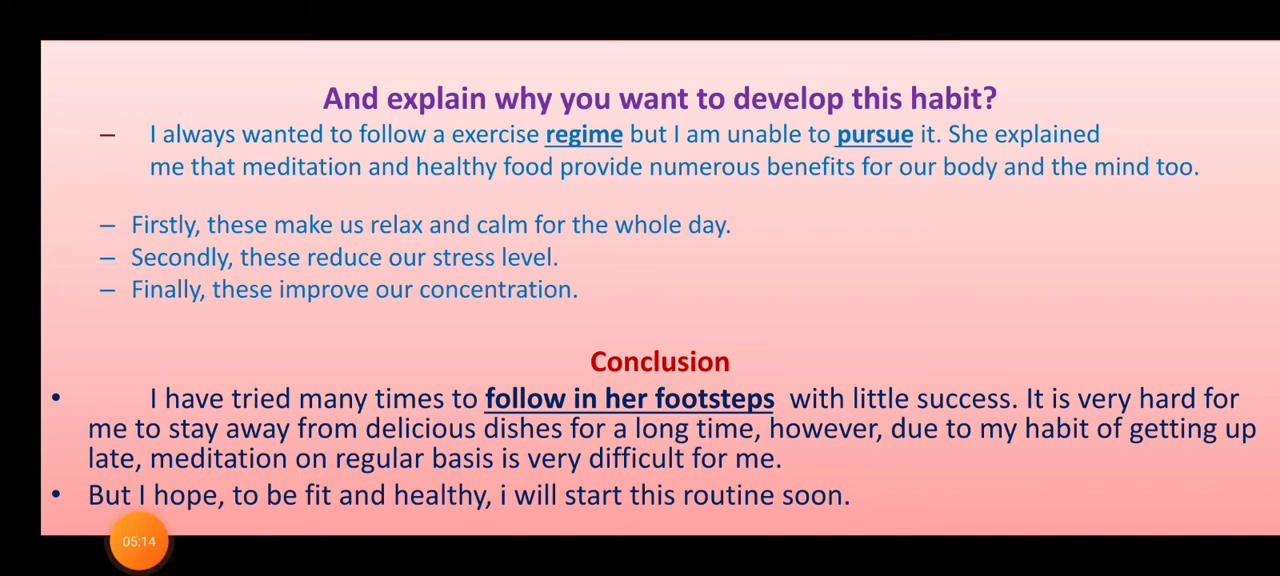 And explain why you want to develop this habit?
– I always wanted to follow a exercise regime but I am unable to pursue it. She explained
me that meditation and healthy food provide numerous benefits for our body and the mind too.
– Firstly, these make us relax and calm for the whole day.
– Secondly, these reduce our stress level.
– Finally, these improve our concentration.
Conclusion
• I have tried many times to follow in her footsteps with little success. It is very hard for
me to stay away from delicious dishes for a long time, however, due to my habit of getting up
late, meditation on regular basis is very difficult for me.
• But I hope, to be fit and healthy, i will start this routine soon.
05:14